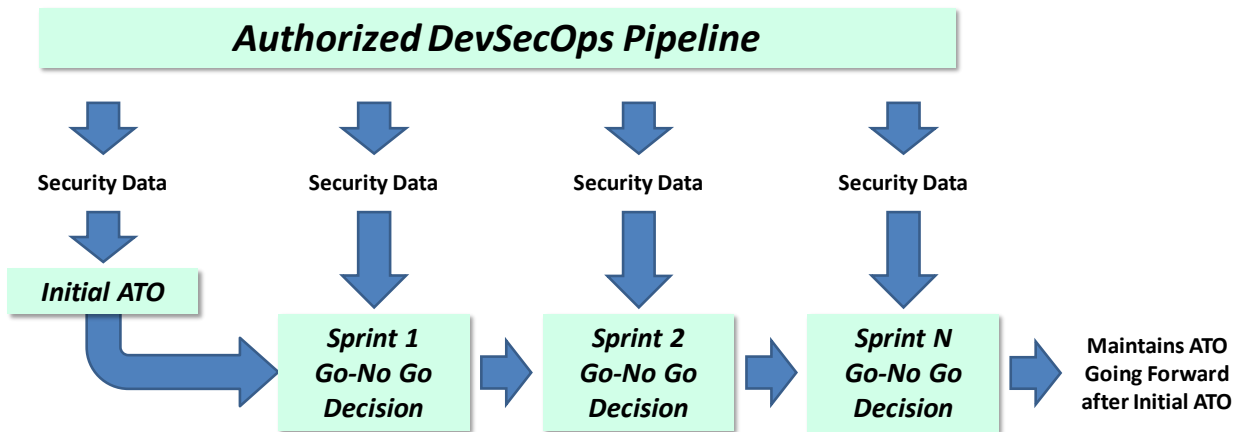 Authorized DevSecOps Pipeline
Security Data
Security Data
Security Data
Security Data
Initial ATO
Sprint 1
Go-No Go
Decision
Sprint 2
Go-No Go
Decision
Sprint N
Go-No Go
Decision
Maintains ATO
Going Forward
after Initial ATO